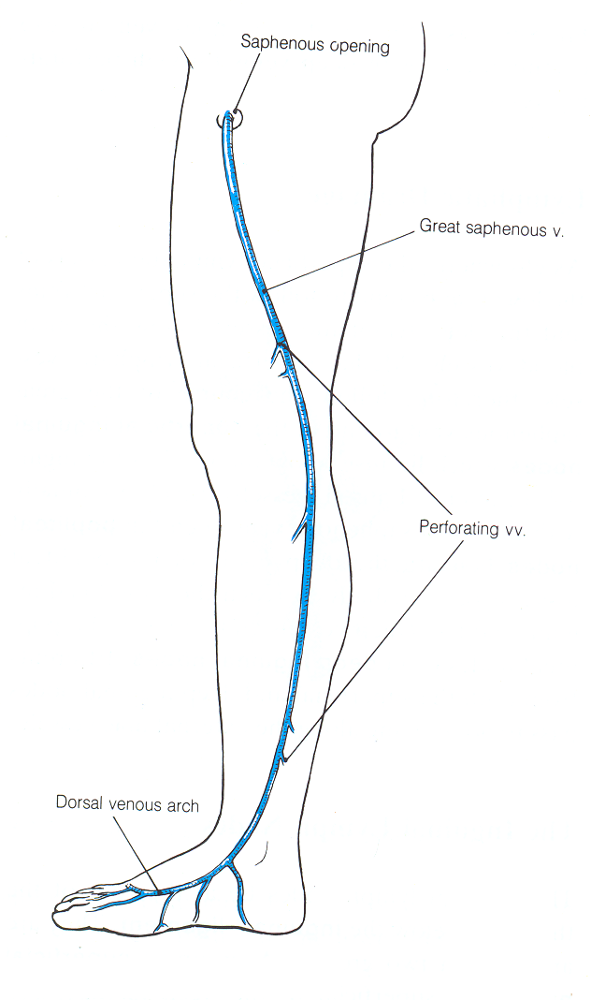 Saphenous opening
Great saphenous v.
Perforating vv.
Dorsal venous arch